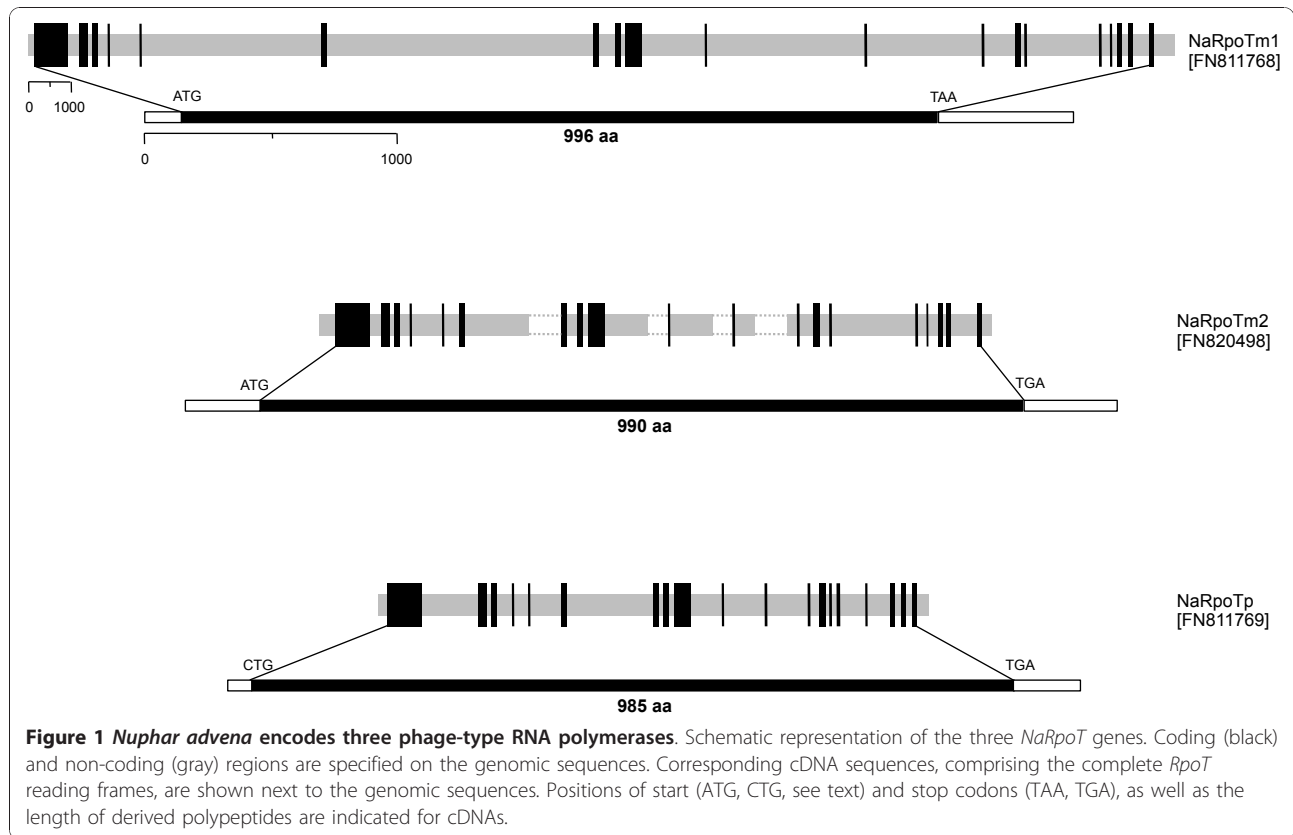 NaRpoTm1
[FN811768]
0 1000
ATG TAA
996 aa
0 1000
NaRpoTm2
[FN820498]
ATG TGA
990 aa
NaRpoTp
[FN811769]
CTG TGA
985 aa
Figure 1 Nuphar advena encodes three phage-type RNA polymerases. Schematic representation of the three NaRpoT genes. Coding (black)
and non-coding (gray) regions are specified on the genomic sequences. Corresponding cDNA sequences, comprising the complete RpoT
reading frames, are shown next to the genomic sequences. Positions of start (ATG, CTG, see text) and stop codons (TAA, TGA), as well as the
length of derived polypeptides are indicated for cDNAs.